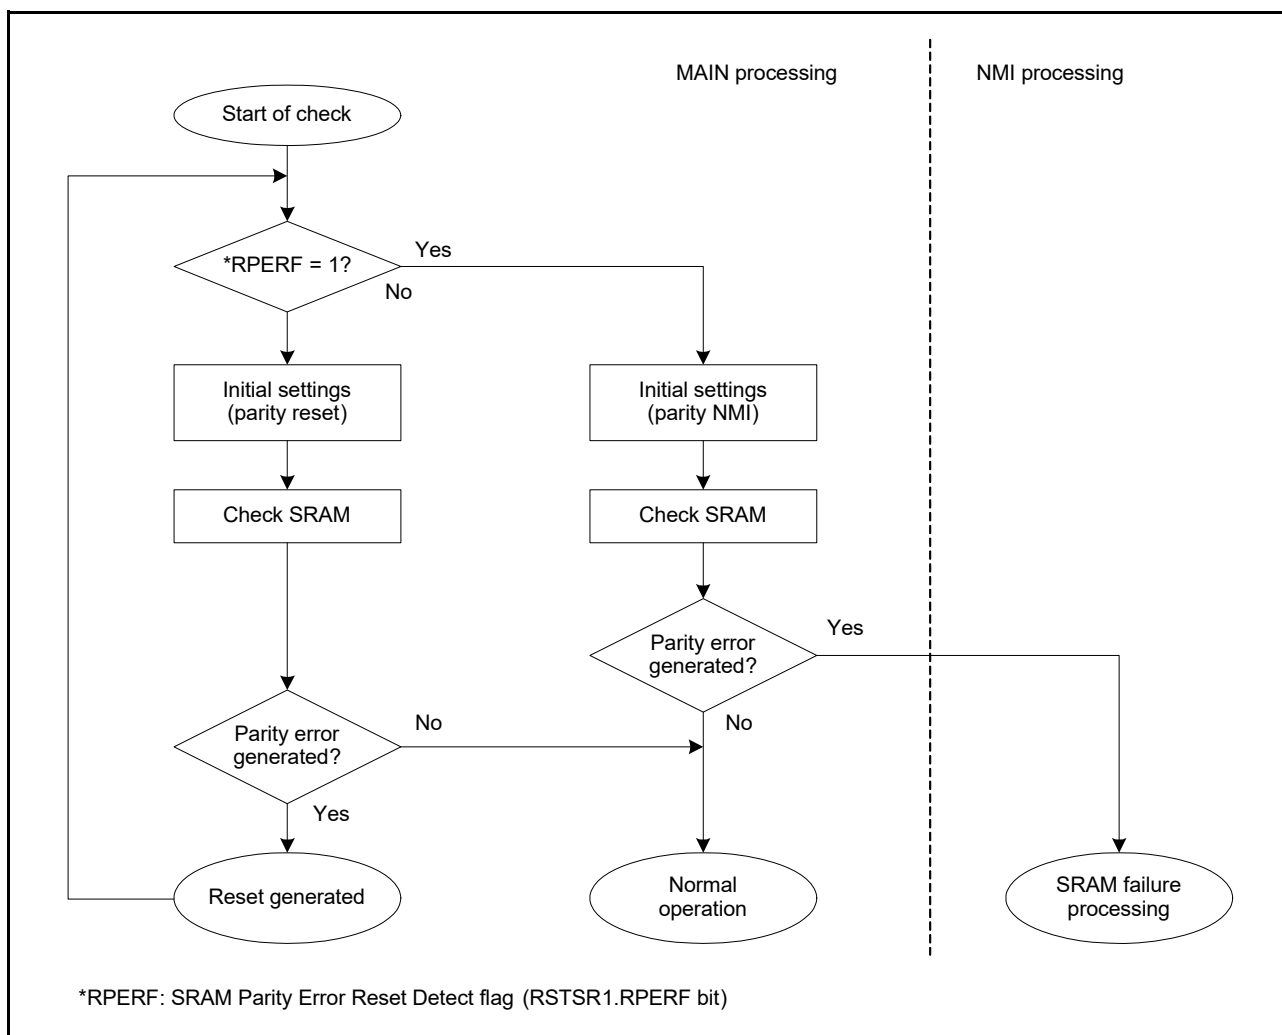 MAIN processing
NMI processing
Start of check
*RPERF = 1?
Yes
No
Initial settings
(parity reset)
Initial settings
(parity NMI)
Check SRAM
Check SRAM
Parity error
generated?
Yes
No
Parity error
generated?
No
Yes
Reset generated
Normal
operation
SRAM failure
processing
*RPERF: SRAM Parity Error Reset Detect flag (RSTSR1.RPERF bit)